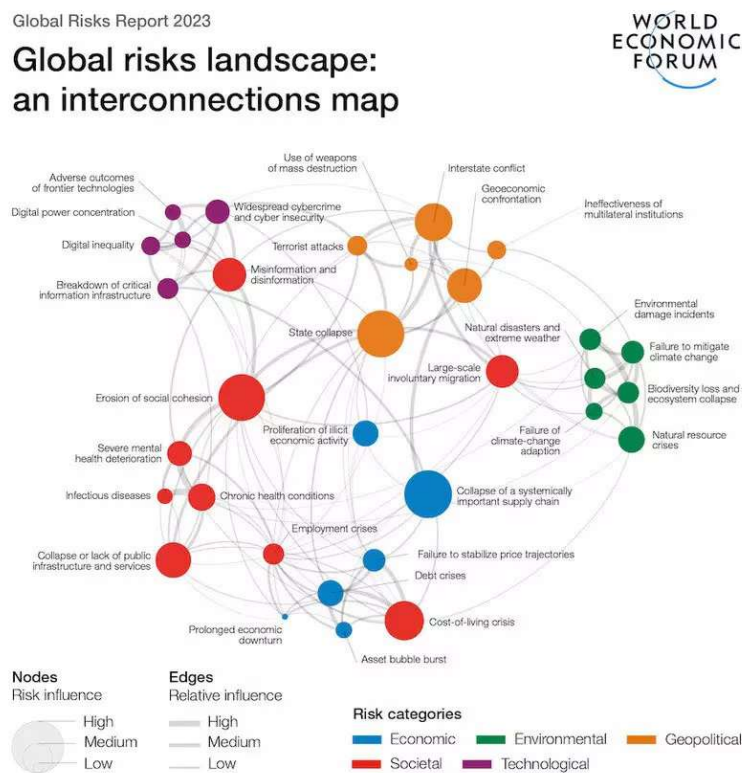 Global Risks Report 2023
WORLD
ECONOMIC
FORUM
Global risks landscape:
an interconnections map
Use of weapons
of mass destruction
Interstate conflict
Adverse outcomes
of frontier technologies
Geoeconomic
confrontation
Ineffectiveness of
multilateral institutions
Digital power concentration
Widespread cybercrime
and cyber insecurity
Digital inequality
Terrorist attacks
Misinformation and
disinformation
Breakdown of critical
information infrastructure
Environmental
damage incidents
State collapse
Natural disasters and
extreme weather
Failure to mitigate
climate change
Large-scale
involuntary migration
Biodiversity loss and
ecosystem collapse
Erosion of social cohesion
Proliferation of illicit
economic activity
Failure of
climate-change
adaption
Natural resource
crises
Severe mental
health deterioration
Infectious diseases
Chronic health conditions
Collapse of a systemically
important supply chain
Employment crises
Collapse or lack of public
infrastructure and services
Failure to stabilize price trajectories
Debt crises
Prolonged economic
downturn
Cost-of-living crisis
Asset bubble burst
Nodes
Risk influence
High
Medium
Low
Edges
Relative influence
High
Medium
Low
Risk categories
Economic
Environmental
Geopolitical
Societal
Technological